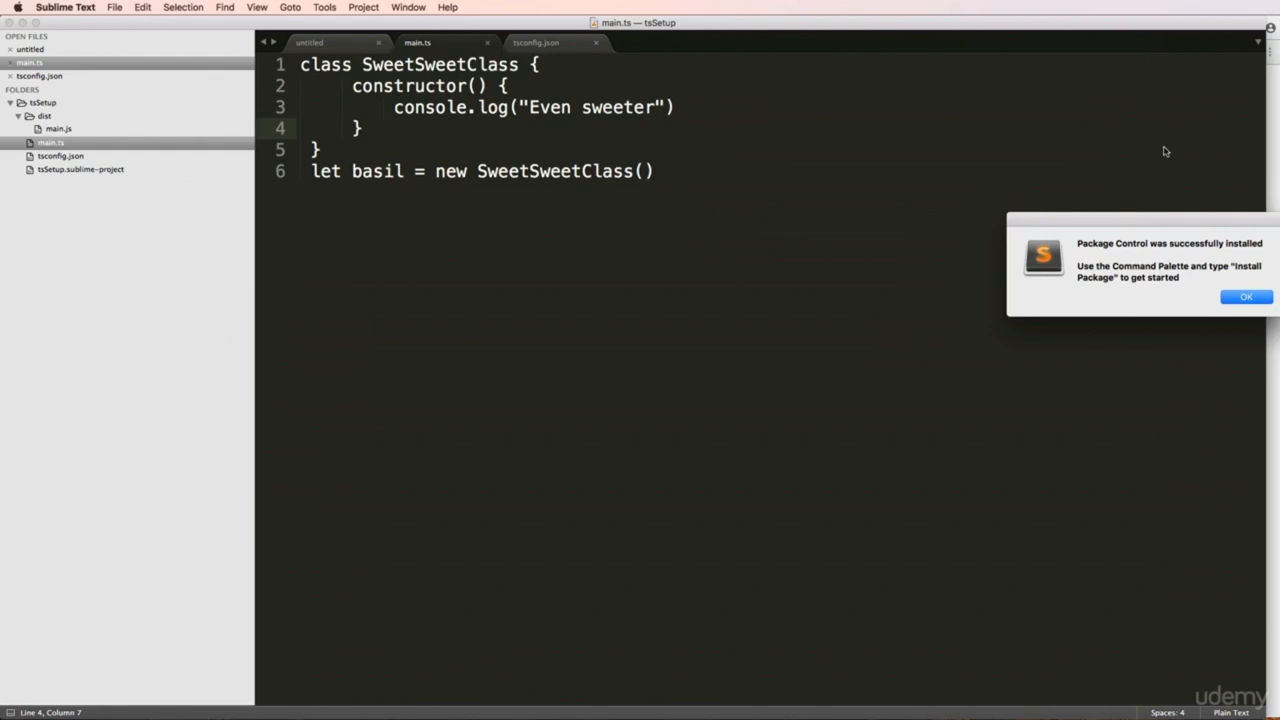 Sublime Text File Edit Selection Find View Goto Tools Project Window Help
main.ts — tsSetup
OPEN FILES
untitled
main.ts
tsconfig.json
FOLDERS
tsSetup
dist
main.js
main.ts
tsconfig.json
tsSetup.sublime-project
untitled main.ts tsconfig.json
1 class SweetSweetClass {
2 constructor() {
3 console.log("Even sweeter")
4 }
5 }
6 let basil = new SweetSweetClass()
Package Control was successfully installed
Use the Command Palette and type "Install
Package" to get started
OK
udemy
Line 4, Column 7 Spaces: 4 Plain Text